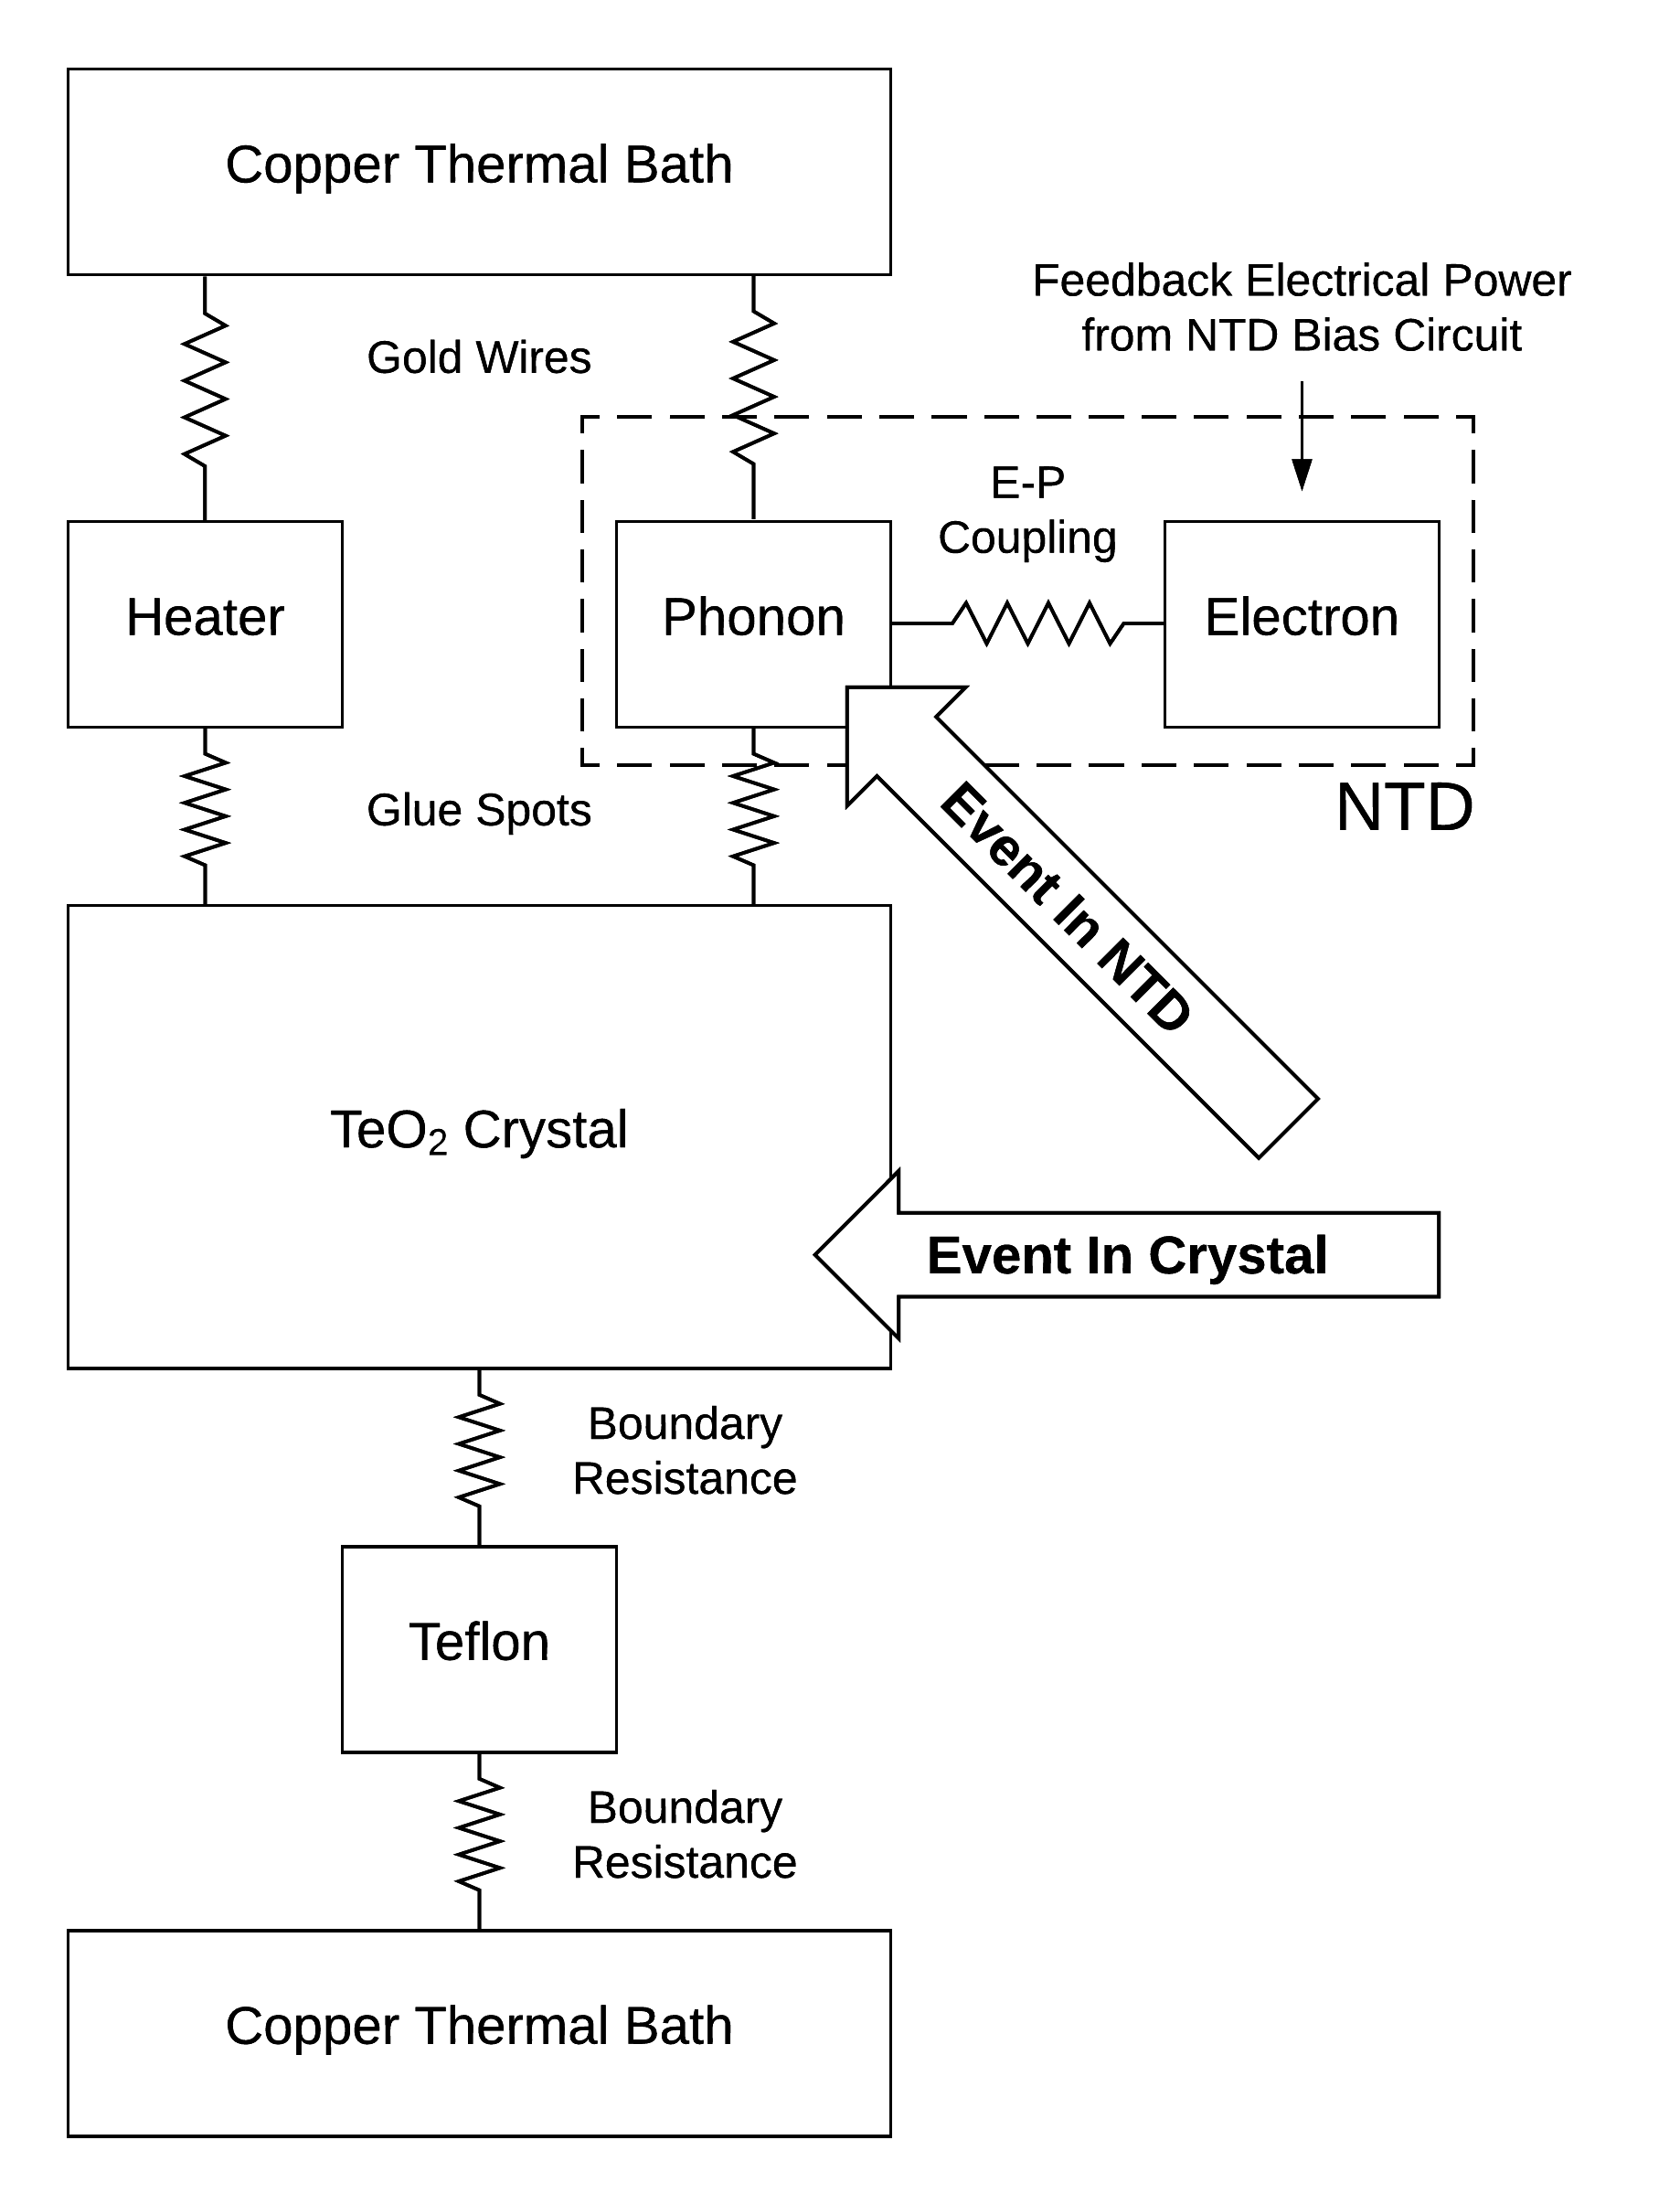 Copper Thermal Bath
Feedback Electrical Power
from NTD Bias Circuit
Gold Wires
E-P
Coupling
Heater
Phonon
Electron
Glue Spots
NTD
Event In NTD
TeO₂ Crystal
Event In Crystal
Boundary
Resistance
Teflon
Boundary
Resistance
Copper Thermal Bath